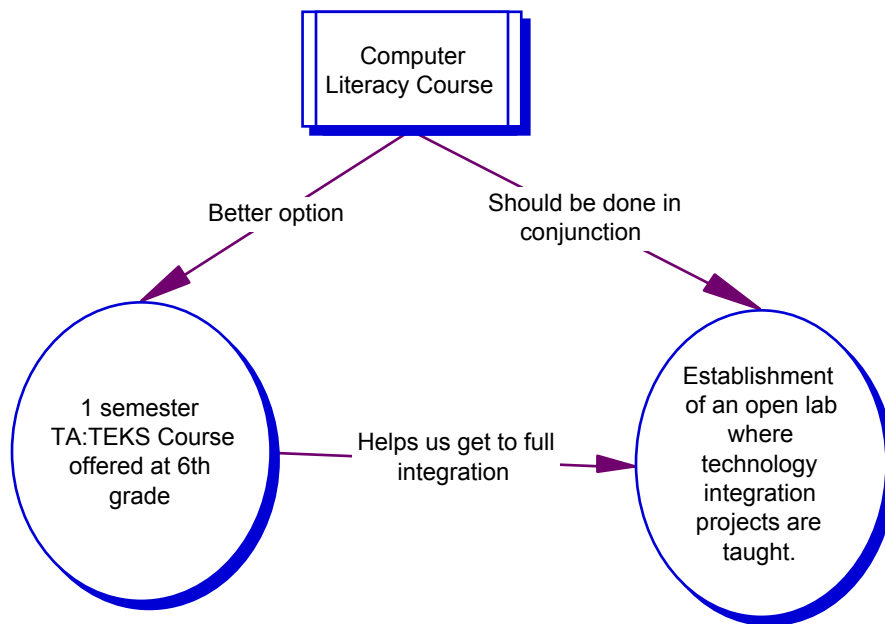 Computer
Literacy Course
Better option
Should be done in
conjunction
1 semester
TA:TEKS Course
offered at 6th
grade
Helps us get to full
integration
Establishment
of an open lab
where
technology
integration
projects are
taught.